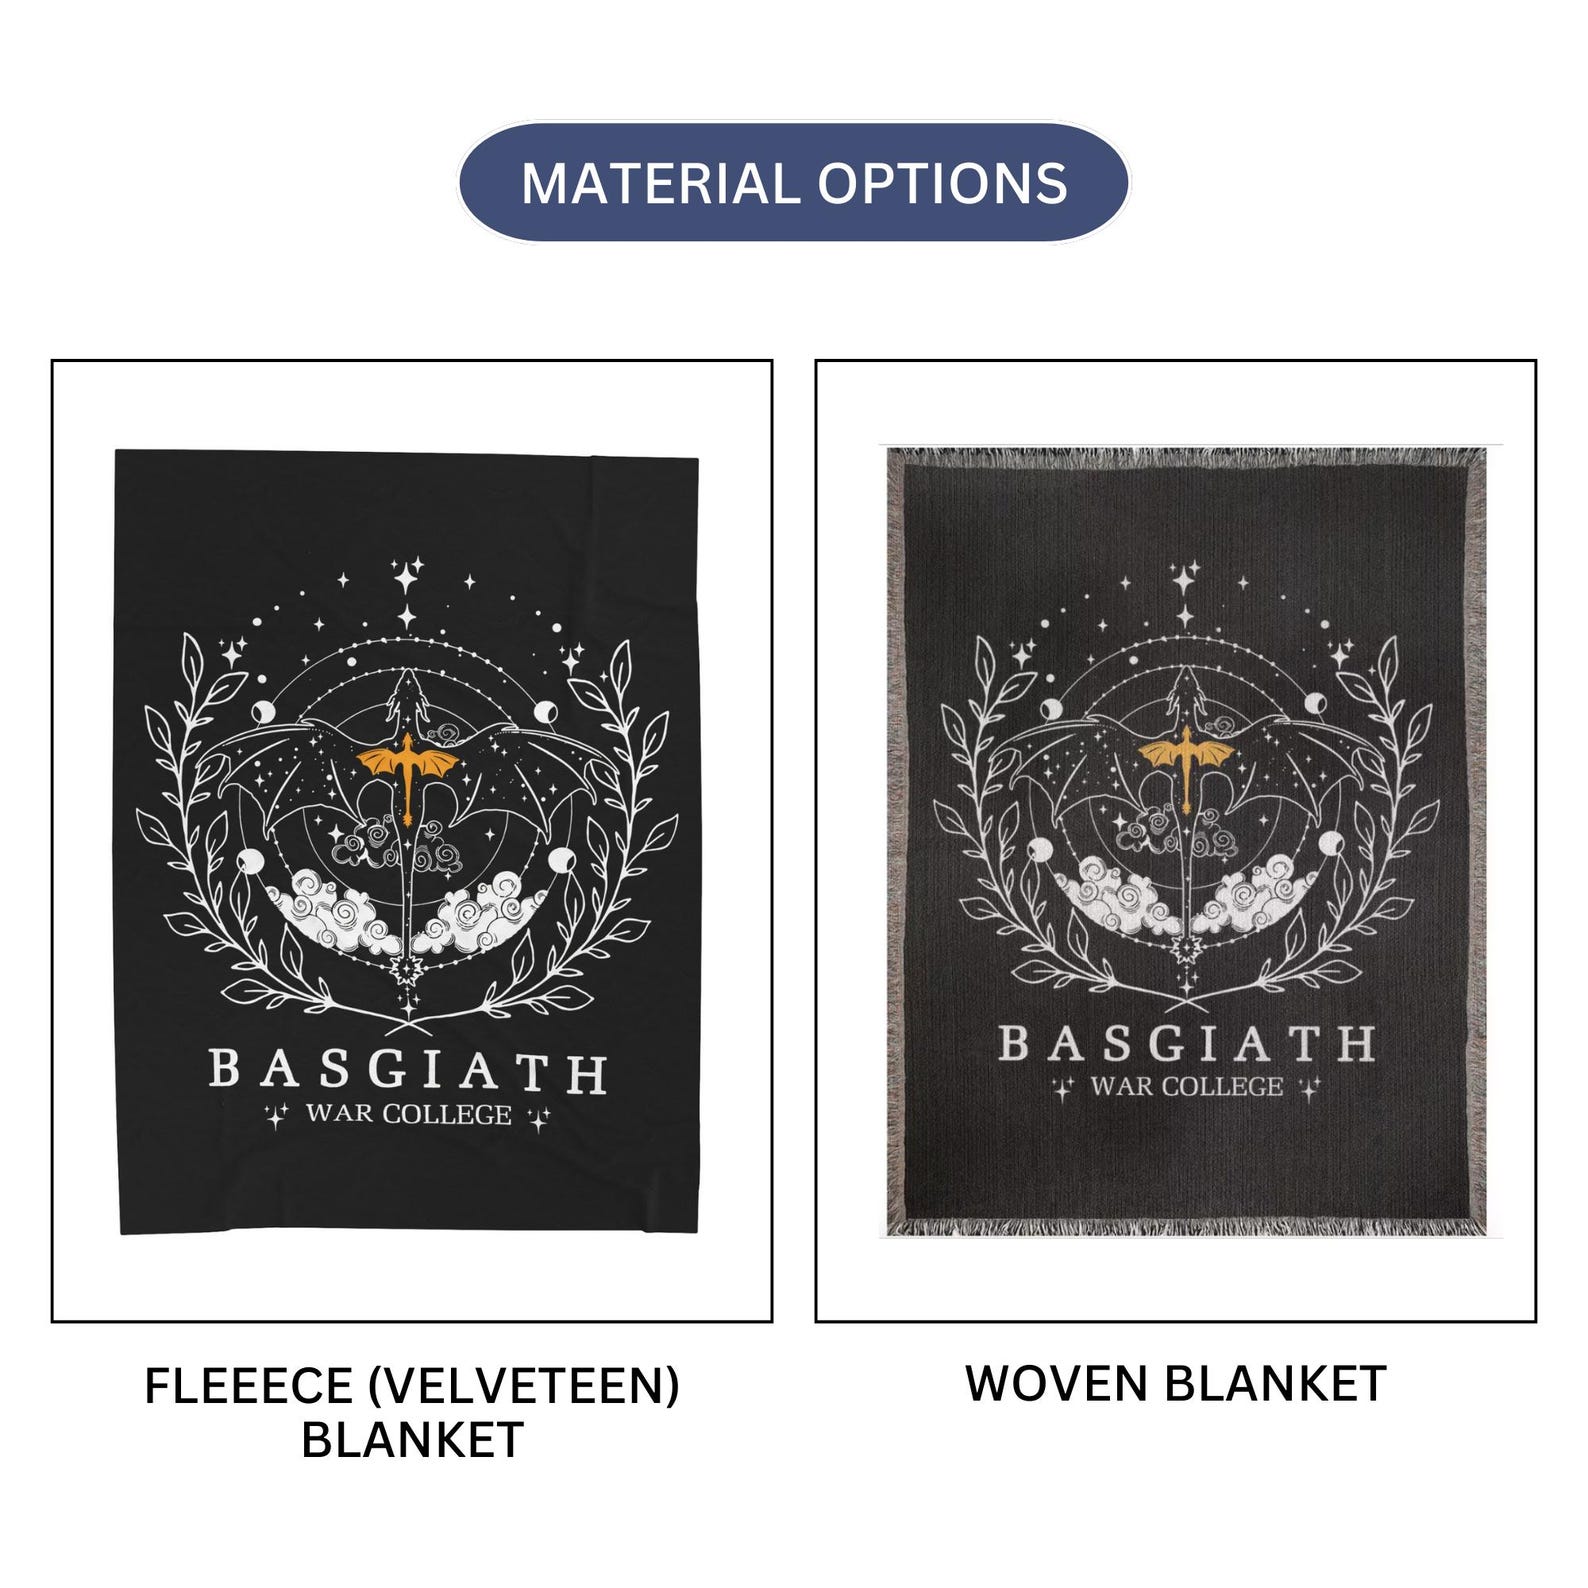 MATERIAL OPTIONS
BASGIATH
WAR COLLEGE
BASGIATH
WAR COLLEGE
FLEEECE (VELVETEEN)
BLANKET
WOVEN BLANKET